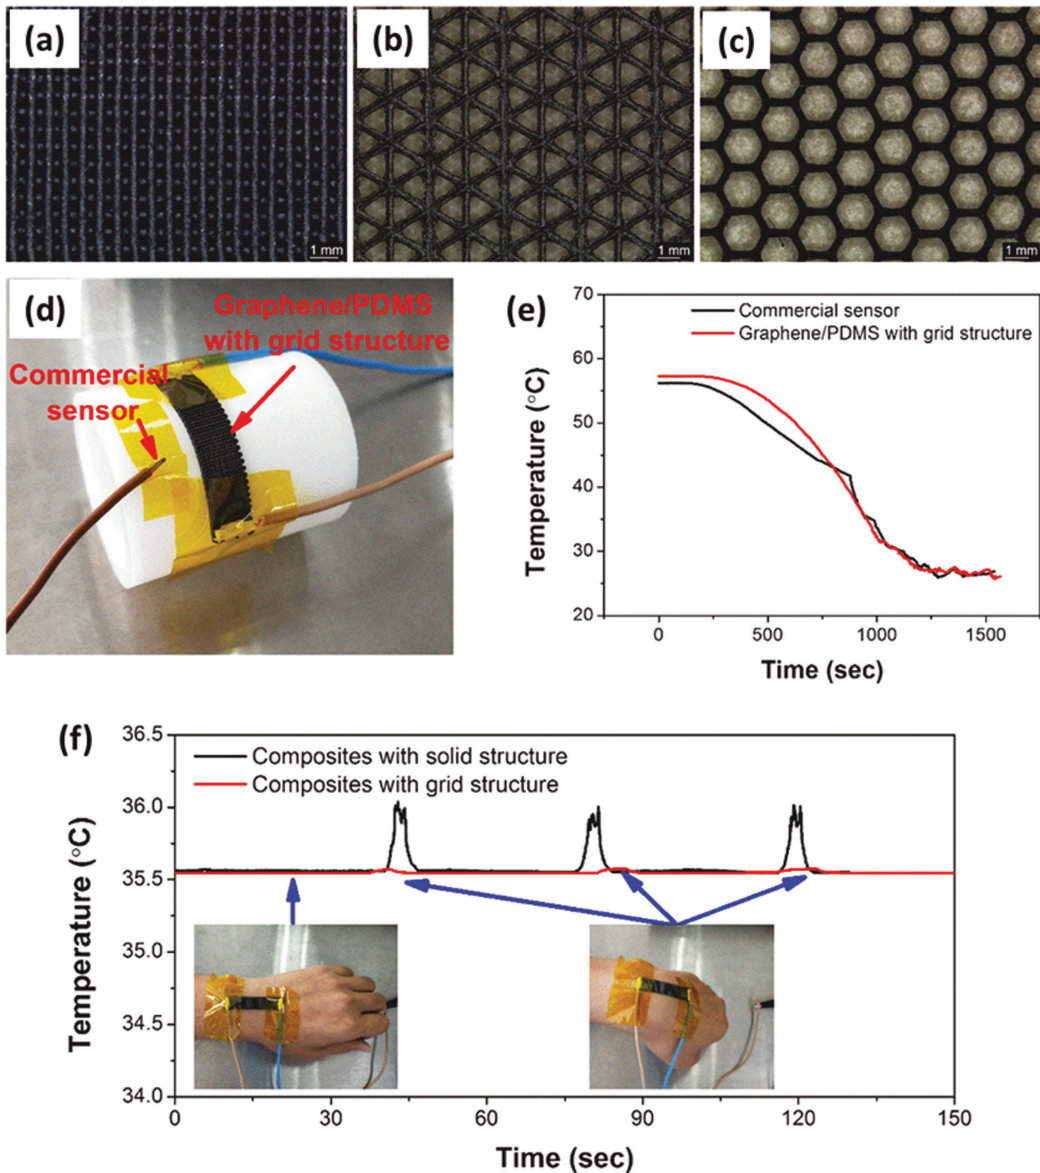 (a)
(b)
(c)
1 mm
1 mm
1 mm
(d)
Graphene/PDMS
with grid structure
Commercial
sensor
(e)
70
60
50
40
30
20
Temperature (°C)
Commercial sensor
Graphene/PDMS with grid structure
0
500
1000
1500
Time (sec)
(f)
36.5
36.0
35.5
35.0
34.5
34.0
Temperature (°C)
Composites with solid structure
Composites with grid structure
0
30
60
90
120
150
Time (sec)